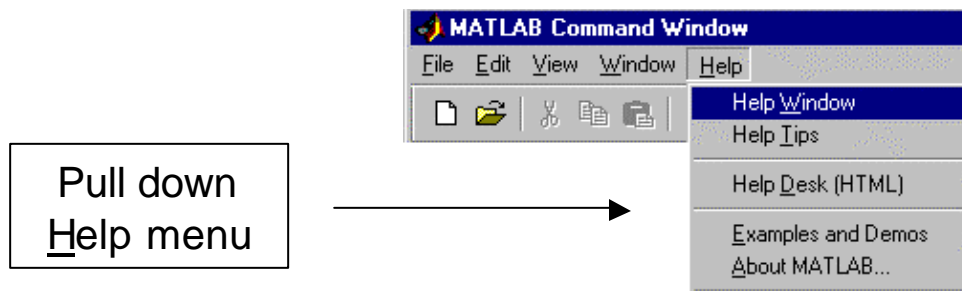 MATLAB Command Window
File Edit View Window Help
Help Window
Help Tips
Help Desk (HTML)
Examples and Demos
About MATLAB...
Pull down
Help menu